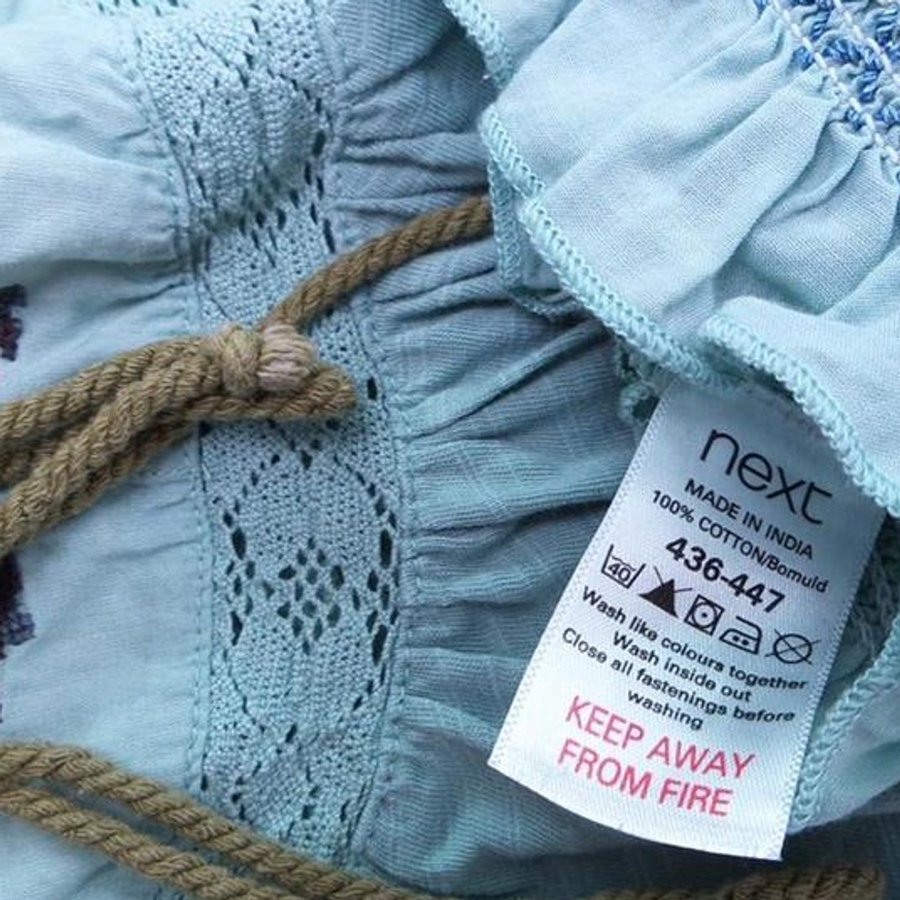 next
MADE IN INDIA
100% COTTON/Bomuld
436-447
40
Wash like colours together
Wash inside out
Close all fastenings before
washing
KEEP AWAY
FROM FIRE